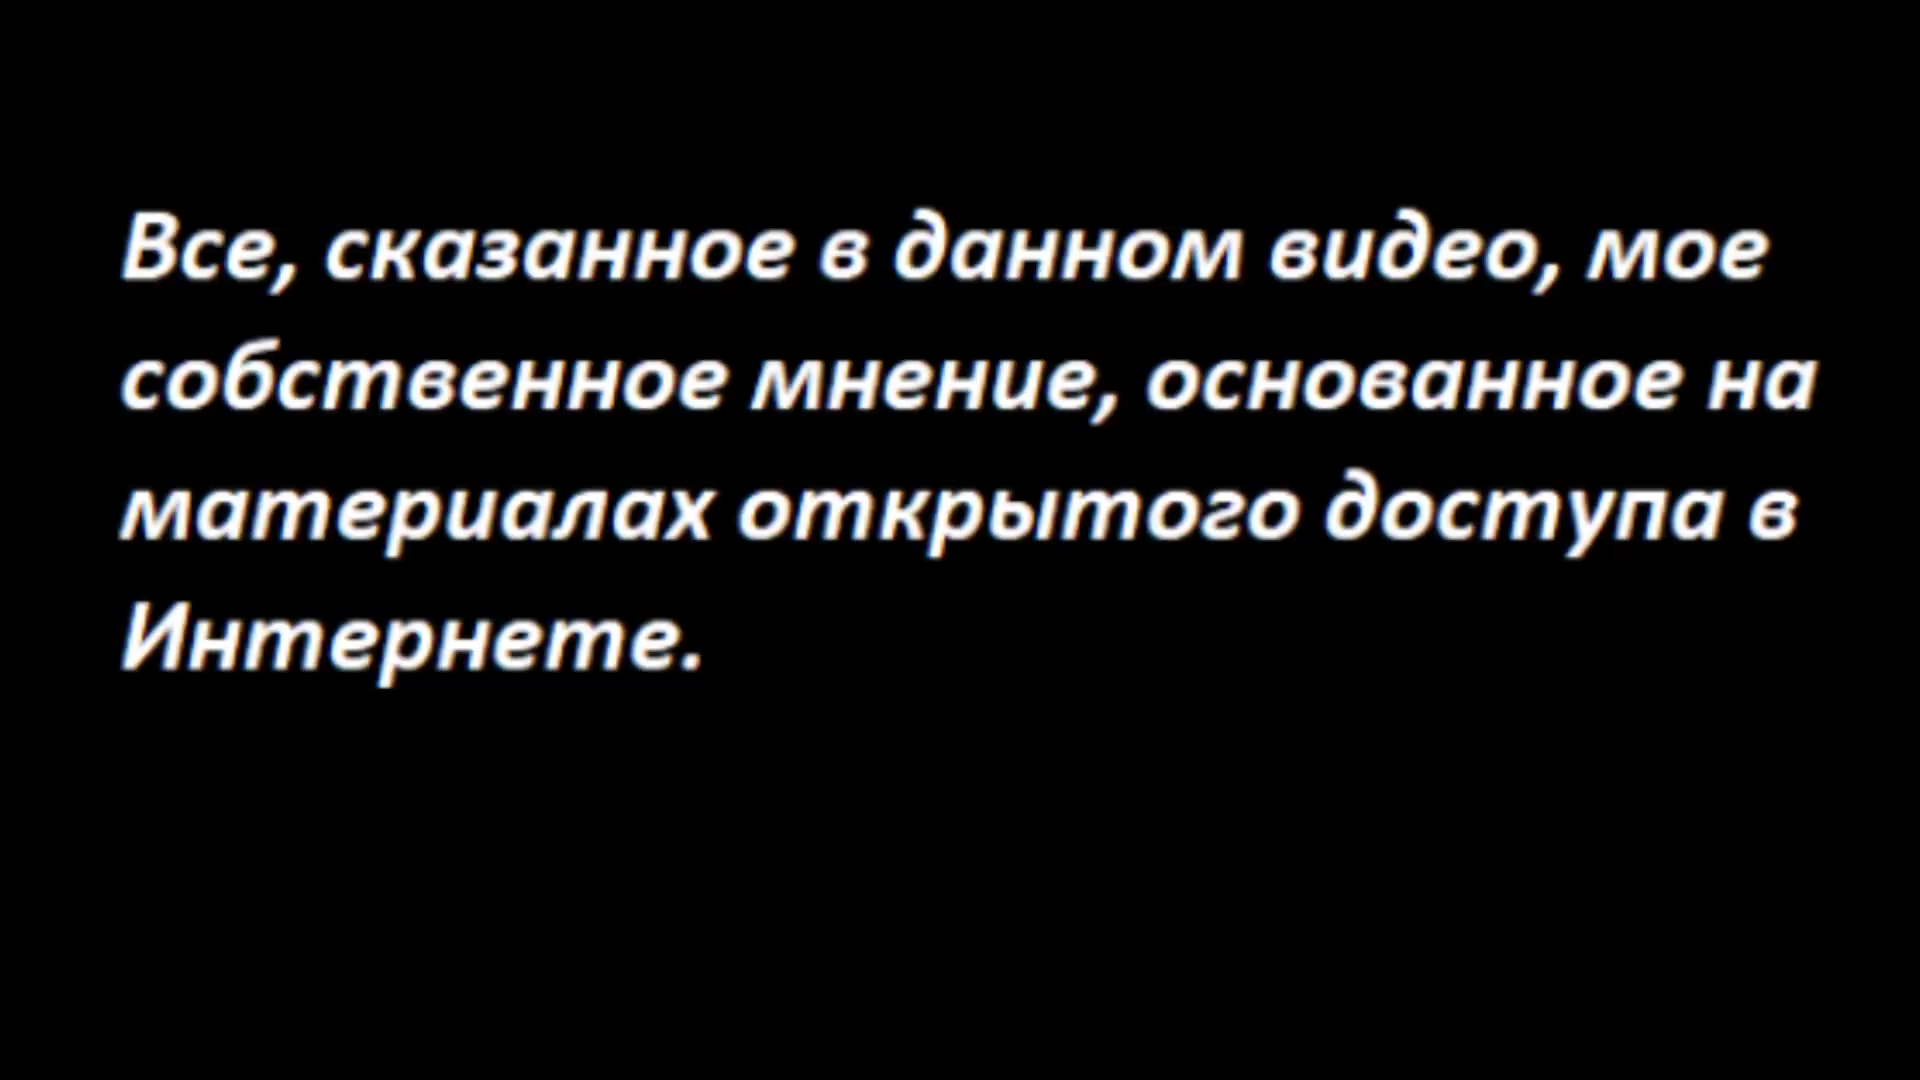 Все, сказанное в данном видео, мое
собственное мнение, основанное на
материалах открытого доступа в
Интернете.